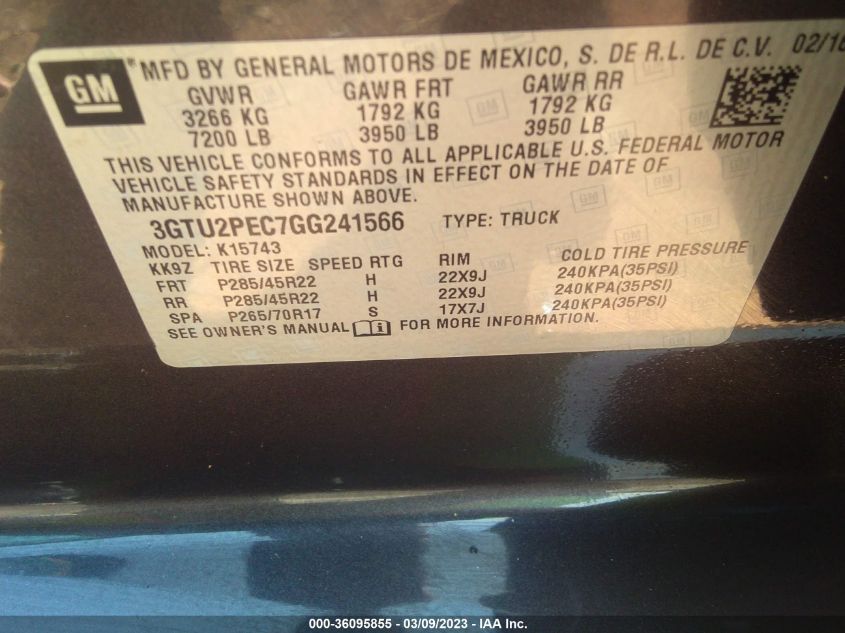 GM ® MFD BY GENERAL MOTORS DE MEXICO, S. DE R.L. DE C.V. 02/16
GVWR GAWR FRT GAWR RR
3266 KG 1792 KG 1792 KG
7200 LB 3950 LB 3950 LB
THIS VEHICLE CONFORMS TO ALL APPLICABLE U.S. FEDERAL MOTOR
VEHICLE SAFETY STANDARDS IN EFFECT ON THE DATE OF
MANUFACTURE SHOWN ABOVE.
3GTU2PEC7GG241566 TYPE: TRUCK
MODEL: K15743
KK9Z TIRE SIZE SPEED RTG RIM COLD TIRE PRESSURE
FRT P285/45R22 H 22X9J 240KPA(35PSI)
RR P285/45R22 H 22X9J 240KPA(35PSI)
SPA P265/70R17 S 17X7J 240KPA(35PSI)
SEE OWNER'S MANUAL FOR MORE INFORMATION.
000-36095855 - 03/09/2023 - IAA Inc.